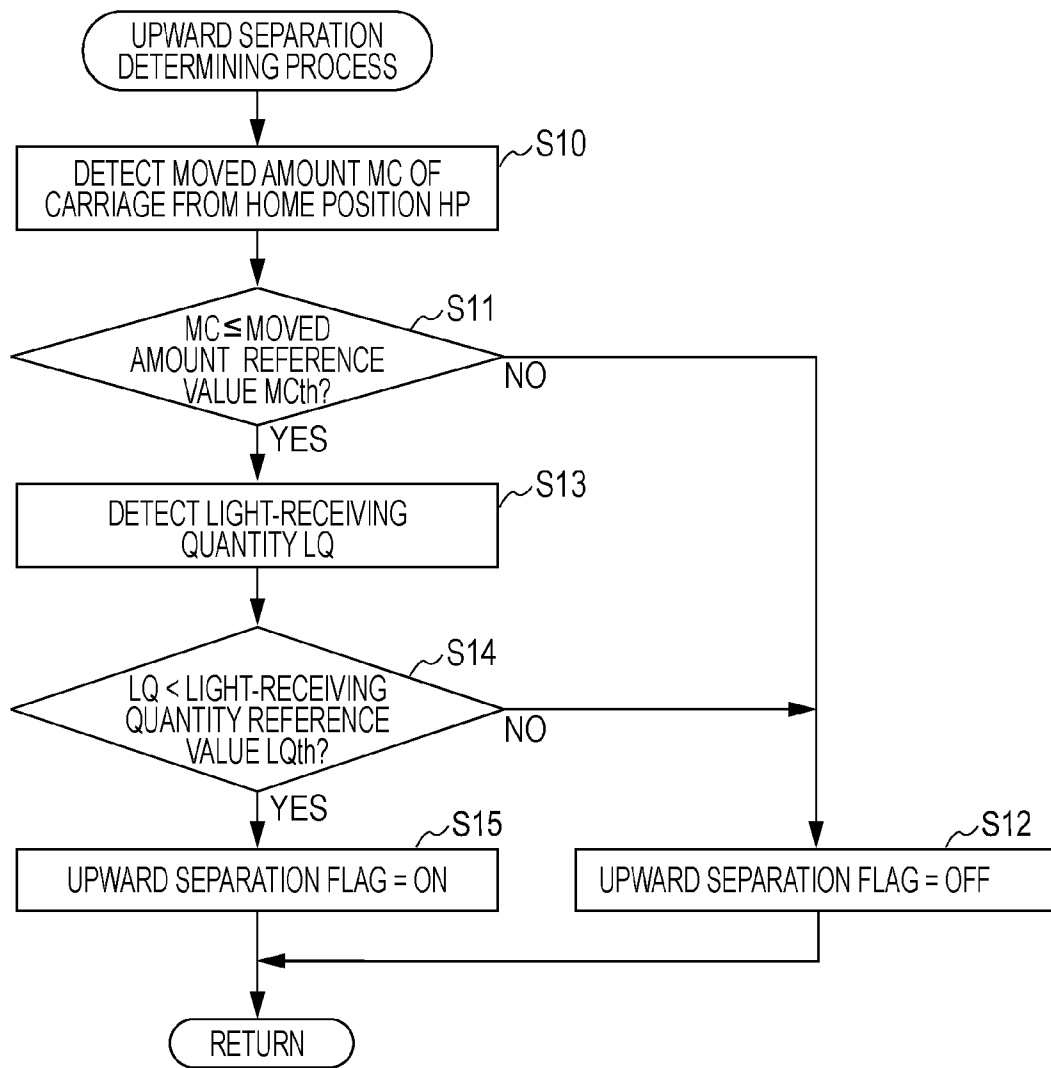 UPWARD SEPARATION
DETERMINING PROCESS
S10
DETECT MOVED AMOUNT MC OF
CARRIAGE FROM HOME POSITION HP
S11
MC≦MOVED
AMOUNT REFERENCE
VALUE MCth?
NO
YES
S13
DETECT LIGHT-RECEIVING
QUANTITY LQ
S14
LQ < LIGHT-RECEIVING
QUANTITY REFERENCE
VALUE LQth?
NO
YES
S15
UPWARD SEPARATION FLAG = ON
S12
UPWARD SEPARATION FLAG = OFF
RETURN